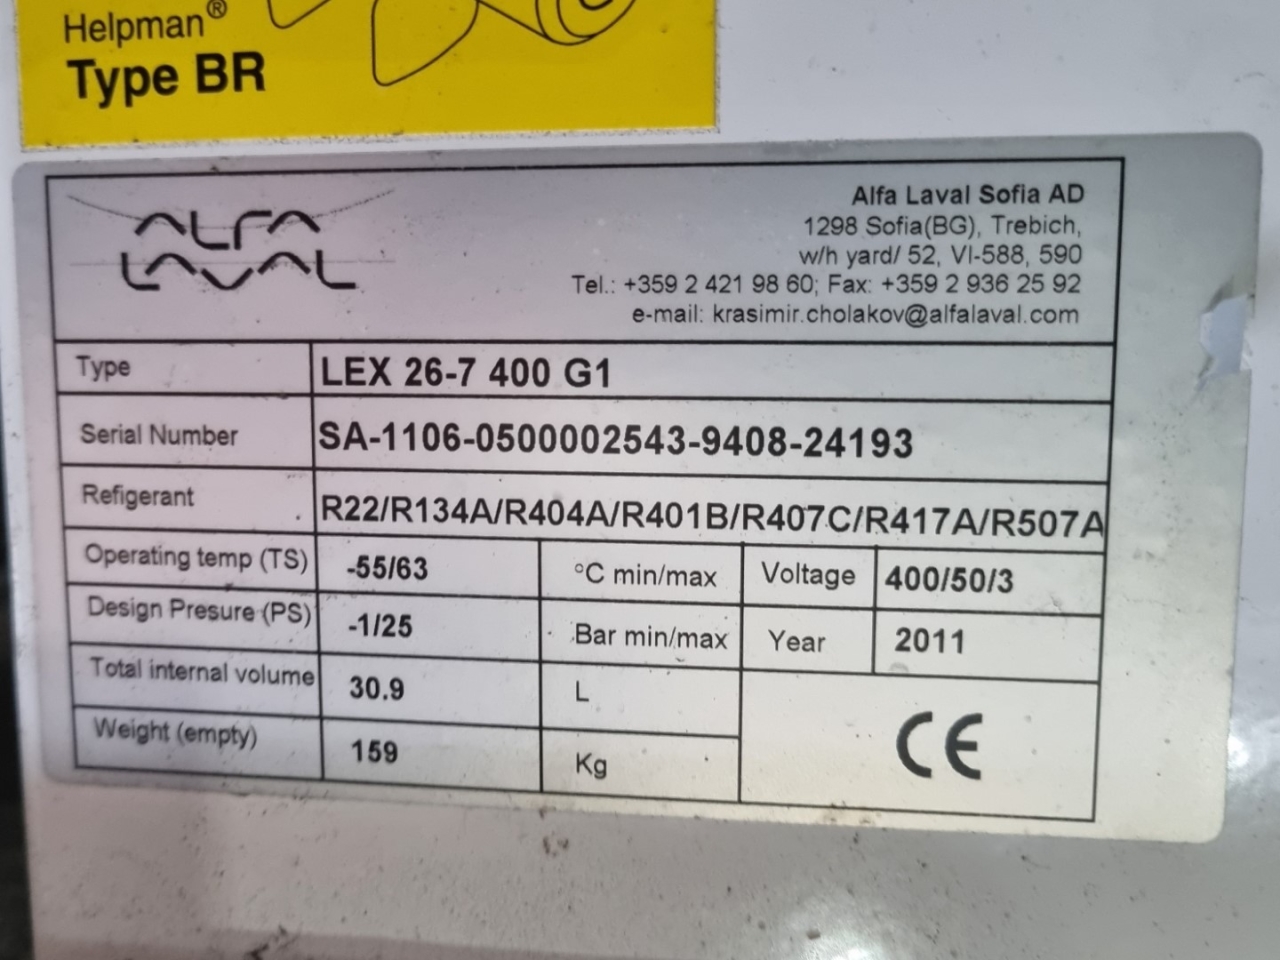 Helpman®
Type BR
ALFA
LAVAL
Alfa Laval Sofia AD
1298 Sofia(BG), Trebich,
w/h yard/ 52, VI-588, 590
Tel.: +359 2 421 98 60; Fax: +359 2 936 25 92
e-mail: krasimir.cholakov@alfalaval.com
Type LEX 26-7 400 G1
Serial Number SA-1106-0500002543-9408-24193
Refigerant R22/R134A/R404A/R401B/R407C/R417A/R507A
Operating temp (TS) -55/63 °C min/max Voltage 400/50/3
Design Presure (PS) -1/25 Bar min/max Year 2011
Total internal volume 30.9 L
Weight (empty) 159 Kg
CE